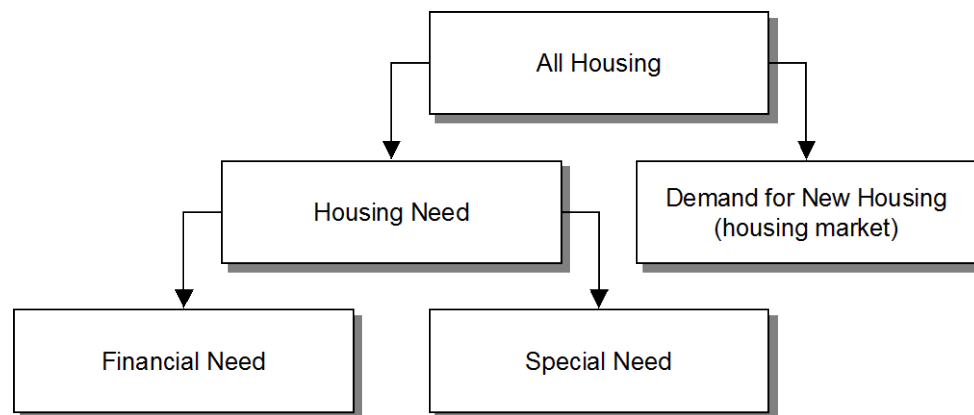 All Housing
Housing Need
Demand for New Housing
(housing market)
Financial Need
Special Need